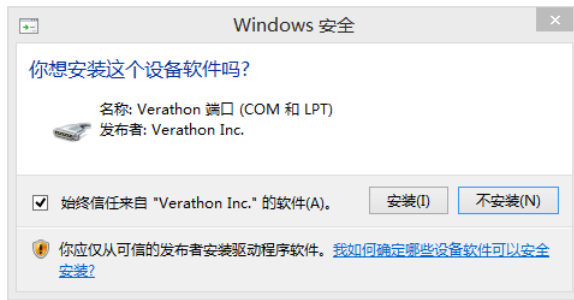 Windows 安全
你想安装这个设备软件吗?
名称: Verathon 端口 (COM 和 LPT)
发布者: Verathon Inc.
始终信任来自 "Verathon Inc." 的软件(A)。
安装(I)
不安装(N)
你应仅从可信的发布者安装驱动程序软件。我如何确定哪些设备软件可以安全
安装?